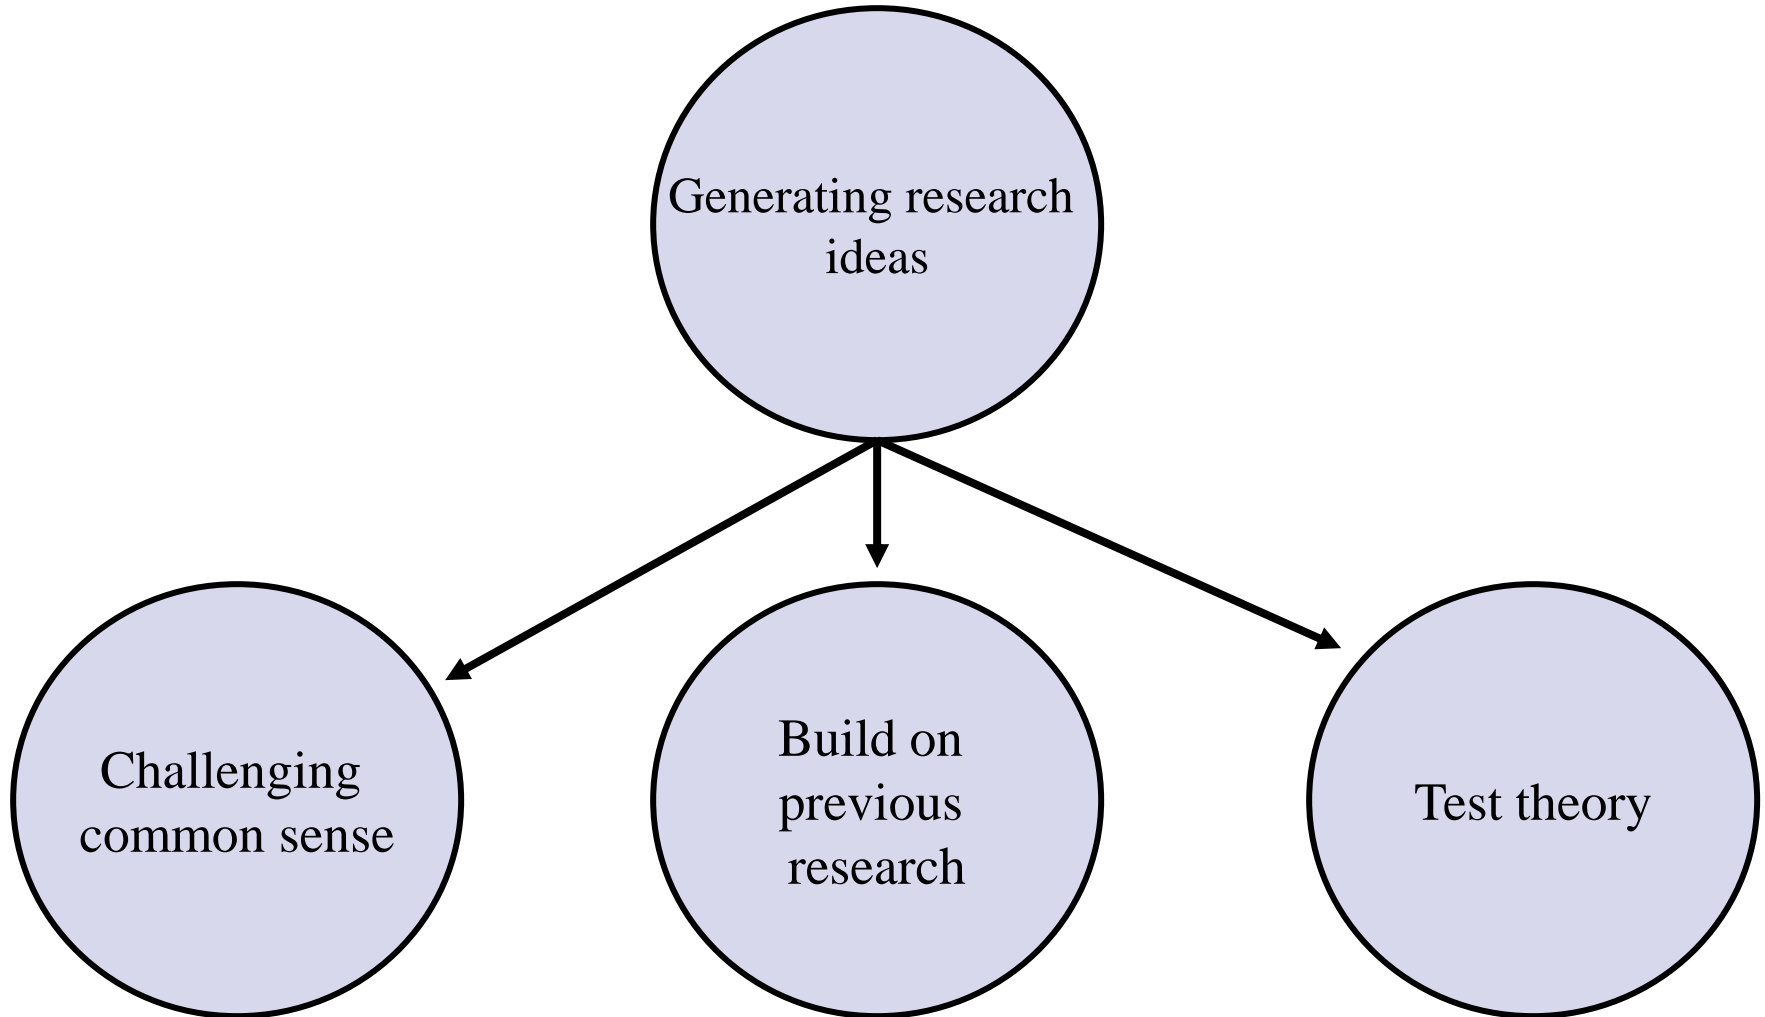 Generating research
ideas
Challenging
common sense
Build on
previous
research
Test theory